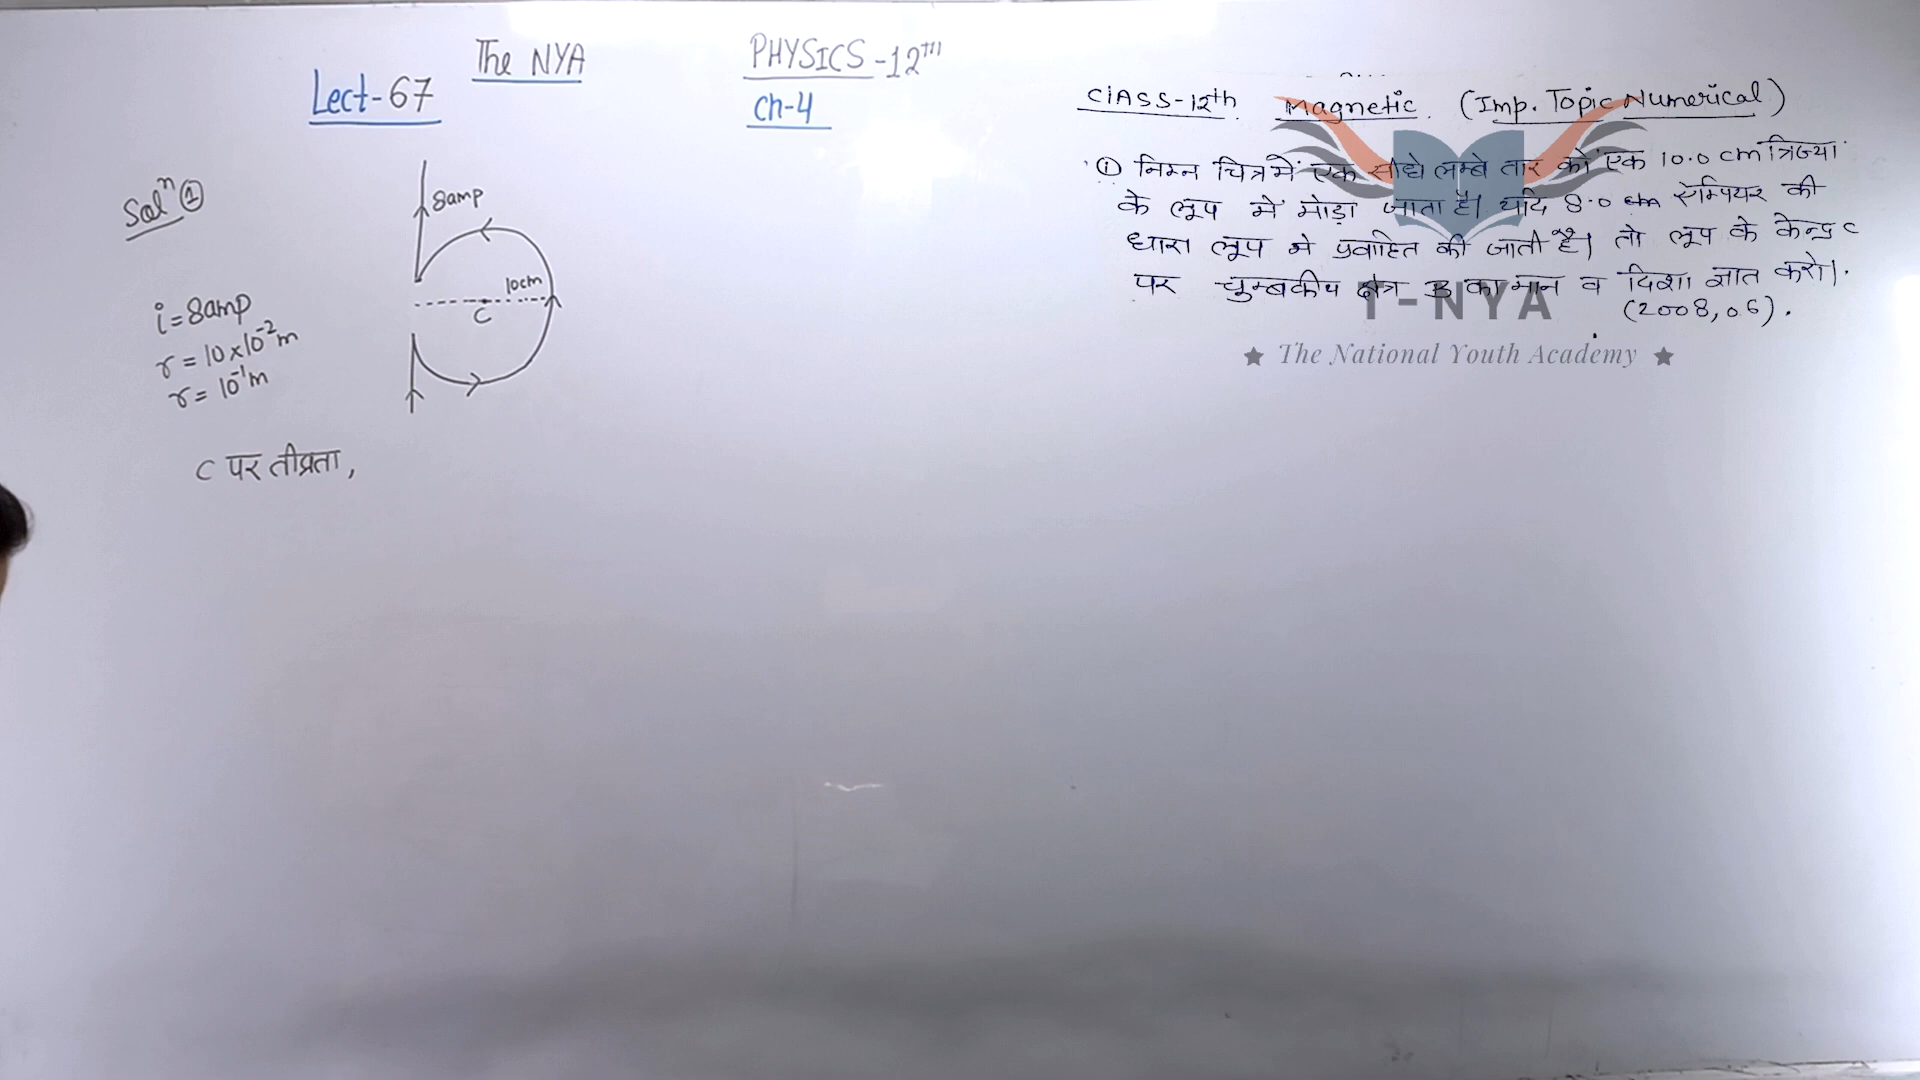 The NYA
PHYSICS-12TH
Lect-67
Ch-4
Solⁿ ①
8amp
10cm
C
i = 8amp
r = 10×10⁻² m
r = 10⁻¹ m
C पर तीव्रता,
CLASS-12th. Magnetic. (Imp. Topic Numerical)
① निम्न चित्र में एक सीधे लम्बे तार को एक 10.0 cm त्रिज्या
के लूप में मोड़ा जाता है। यदि 8.0 ऐम्पियर की
धारा लूप मे प्रवाहित की जाती है। तो लूप के केन्द्र C
पर चुम्बकीय क्षेत्र B का मान व दिशा ज्ञात करो।
(2008, 06).
T-NYA
★ The National Youth Academy ★